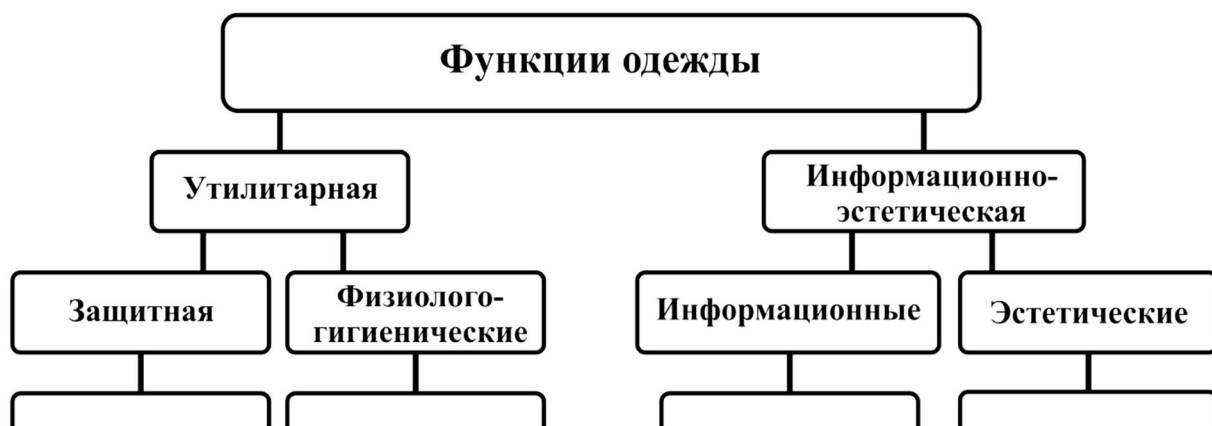 Функции одежды
Утилитарная
Информационно-
эстетическая
Защитная
Физиолого-
гигиенические
Информационные
Эстетические